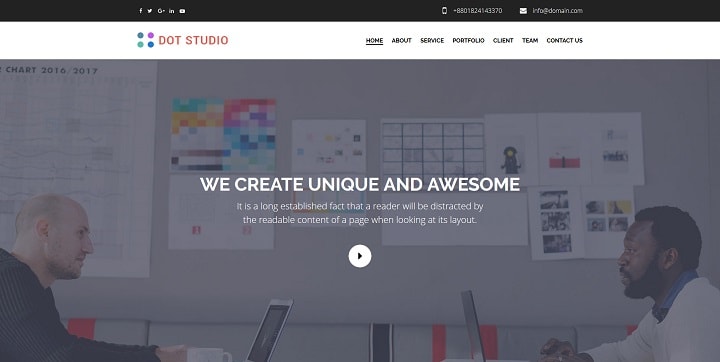 +8801824143370
info@domain.com
DOT STUDIO
HOME ABOUT SERVICE PORTFOLIO CLIENT TEAM CONTACT US
CHART 2016/2017
WE CREATE UNIQUE AND AWESOME
It is a long established fact that a reader will be distracted by
the readable content of a page when looking at its layout.